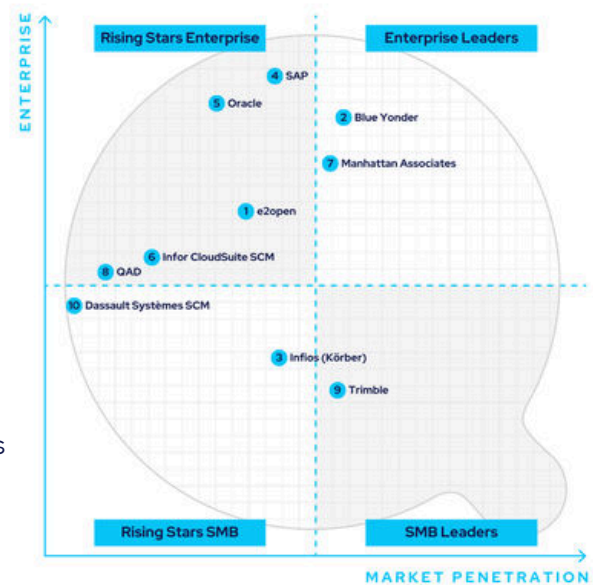 ENTERPRISE
Rising Stars Enterprise
Enterprise Leaders
4 SAP
5 Oracle
2 Blue Yonder
7 Manhattan Associates
1 e2open
6 Infor CloudSuite SCM
8 QAD
10 Dassault Systèmes SCM
3 Infios (Körber)
9 Trimble
s
Rising Stars SMB
SMB Leaders
MARKET PENETRATION